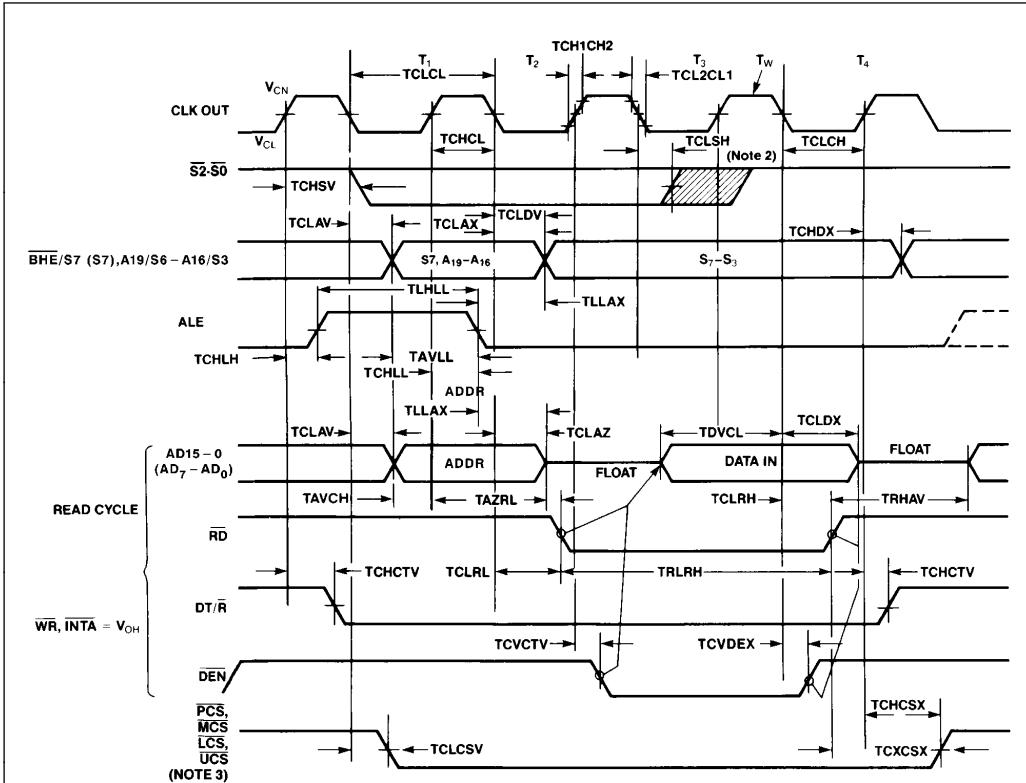 TCH1CH2
T1 T2 T3 TW T4
TCLCL TCL2CL1
VCN
CLK OUT
VCL TCHCL TCLSH TCLCH
(Note 2)
S2-S0
TCHSV
TCLDV
TCLAV TCLAX TCHDX
BHE/S7 (S7),A19/S6 – A16/S3 S7, A19–A16 S7–S3
TLHLL TLLAX
ALE
TCHLH TAVLL
TCHLL
ADDR
TLLAX
TCLAV TCLAZ TDVCL TCLDX
AD15 – 0
(AD7 – AD0) ADDR FLOAT DATA IN FLOAT
TAVCH TAZRL TCLRH TRHAV
READ CYCLE
RD
TCHCTV TCLRL TRLRH TCHCTV
DT/R
WR, INTA = VOH
TCVCTV TCVDEX
DEN
PCS,
MCS TCHCSX
LCS,
UCS TCLCSV TCXCSX
(NOTE 3)